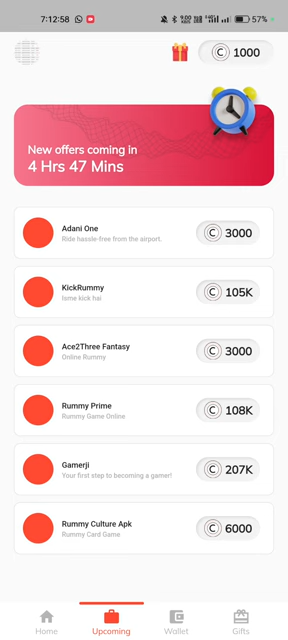 7:12:58
57%
C 1000
New offers coming in
4 Hrs 47 Mins
Adani One
Ride hassle-free from the airport.
C 3000
KickRummy
Isme kick hai
C 105K
Ace2Three Fantasy
Online Rummy
C 3000
Rummy Prime
Rummy Game Online
C 108K
Gamerji
Your first step to becoming a gamer!
C 207K
Rummy Culture Apk
Rummy Card Game
C 6000
Home
Upcoming
Wallet
Gifts